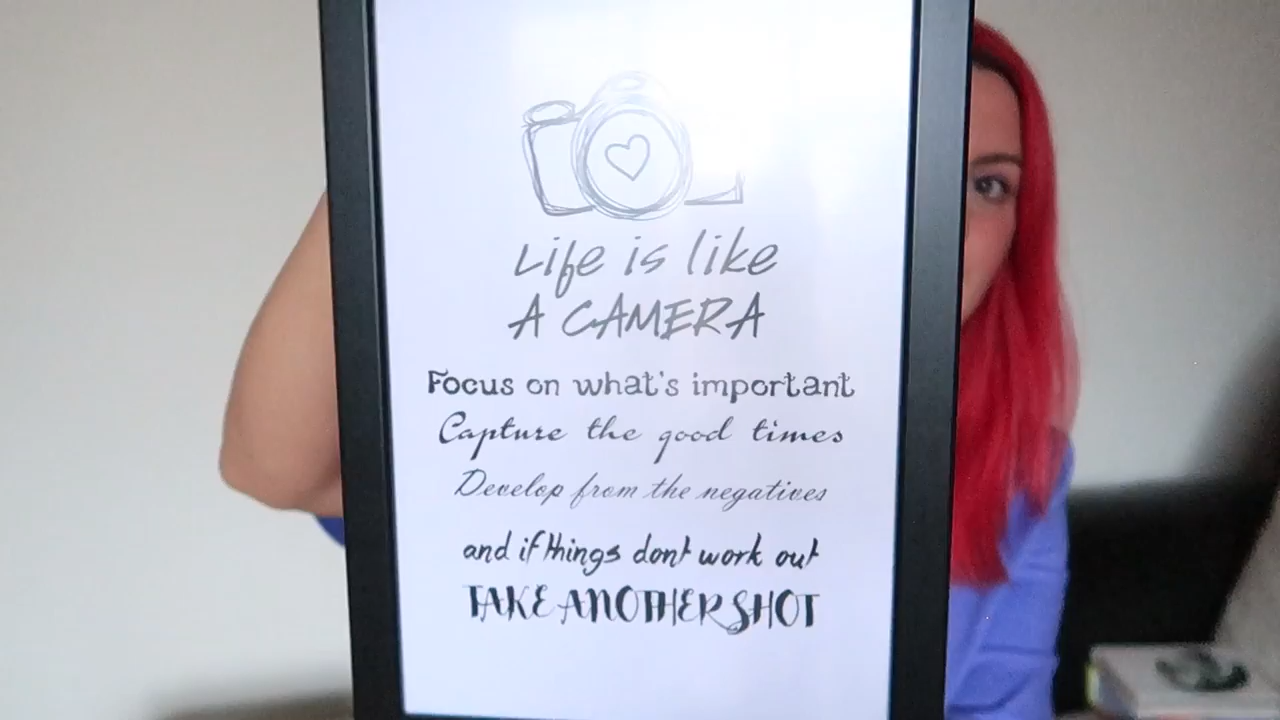 Life is like
A CAMERA
Focus on what's important
Capture the good times
Develop from the negatives
and if things dont work out
TAKE ANOTHER SHOT